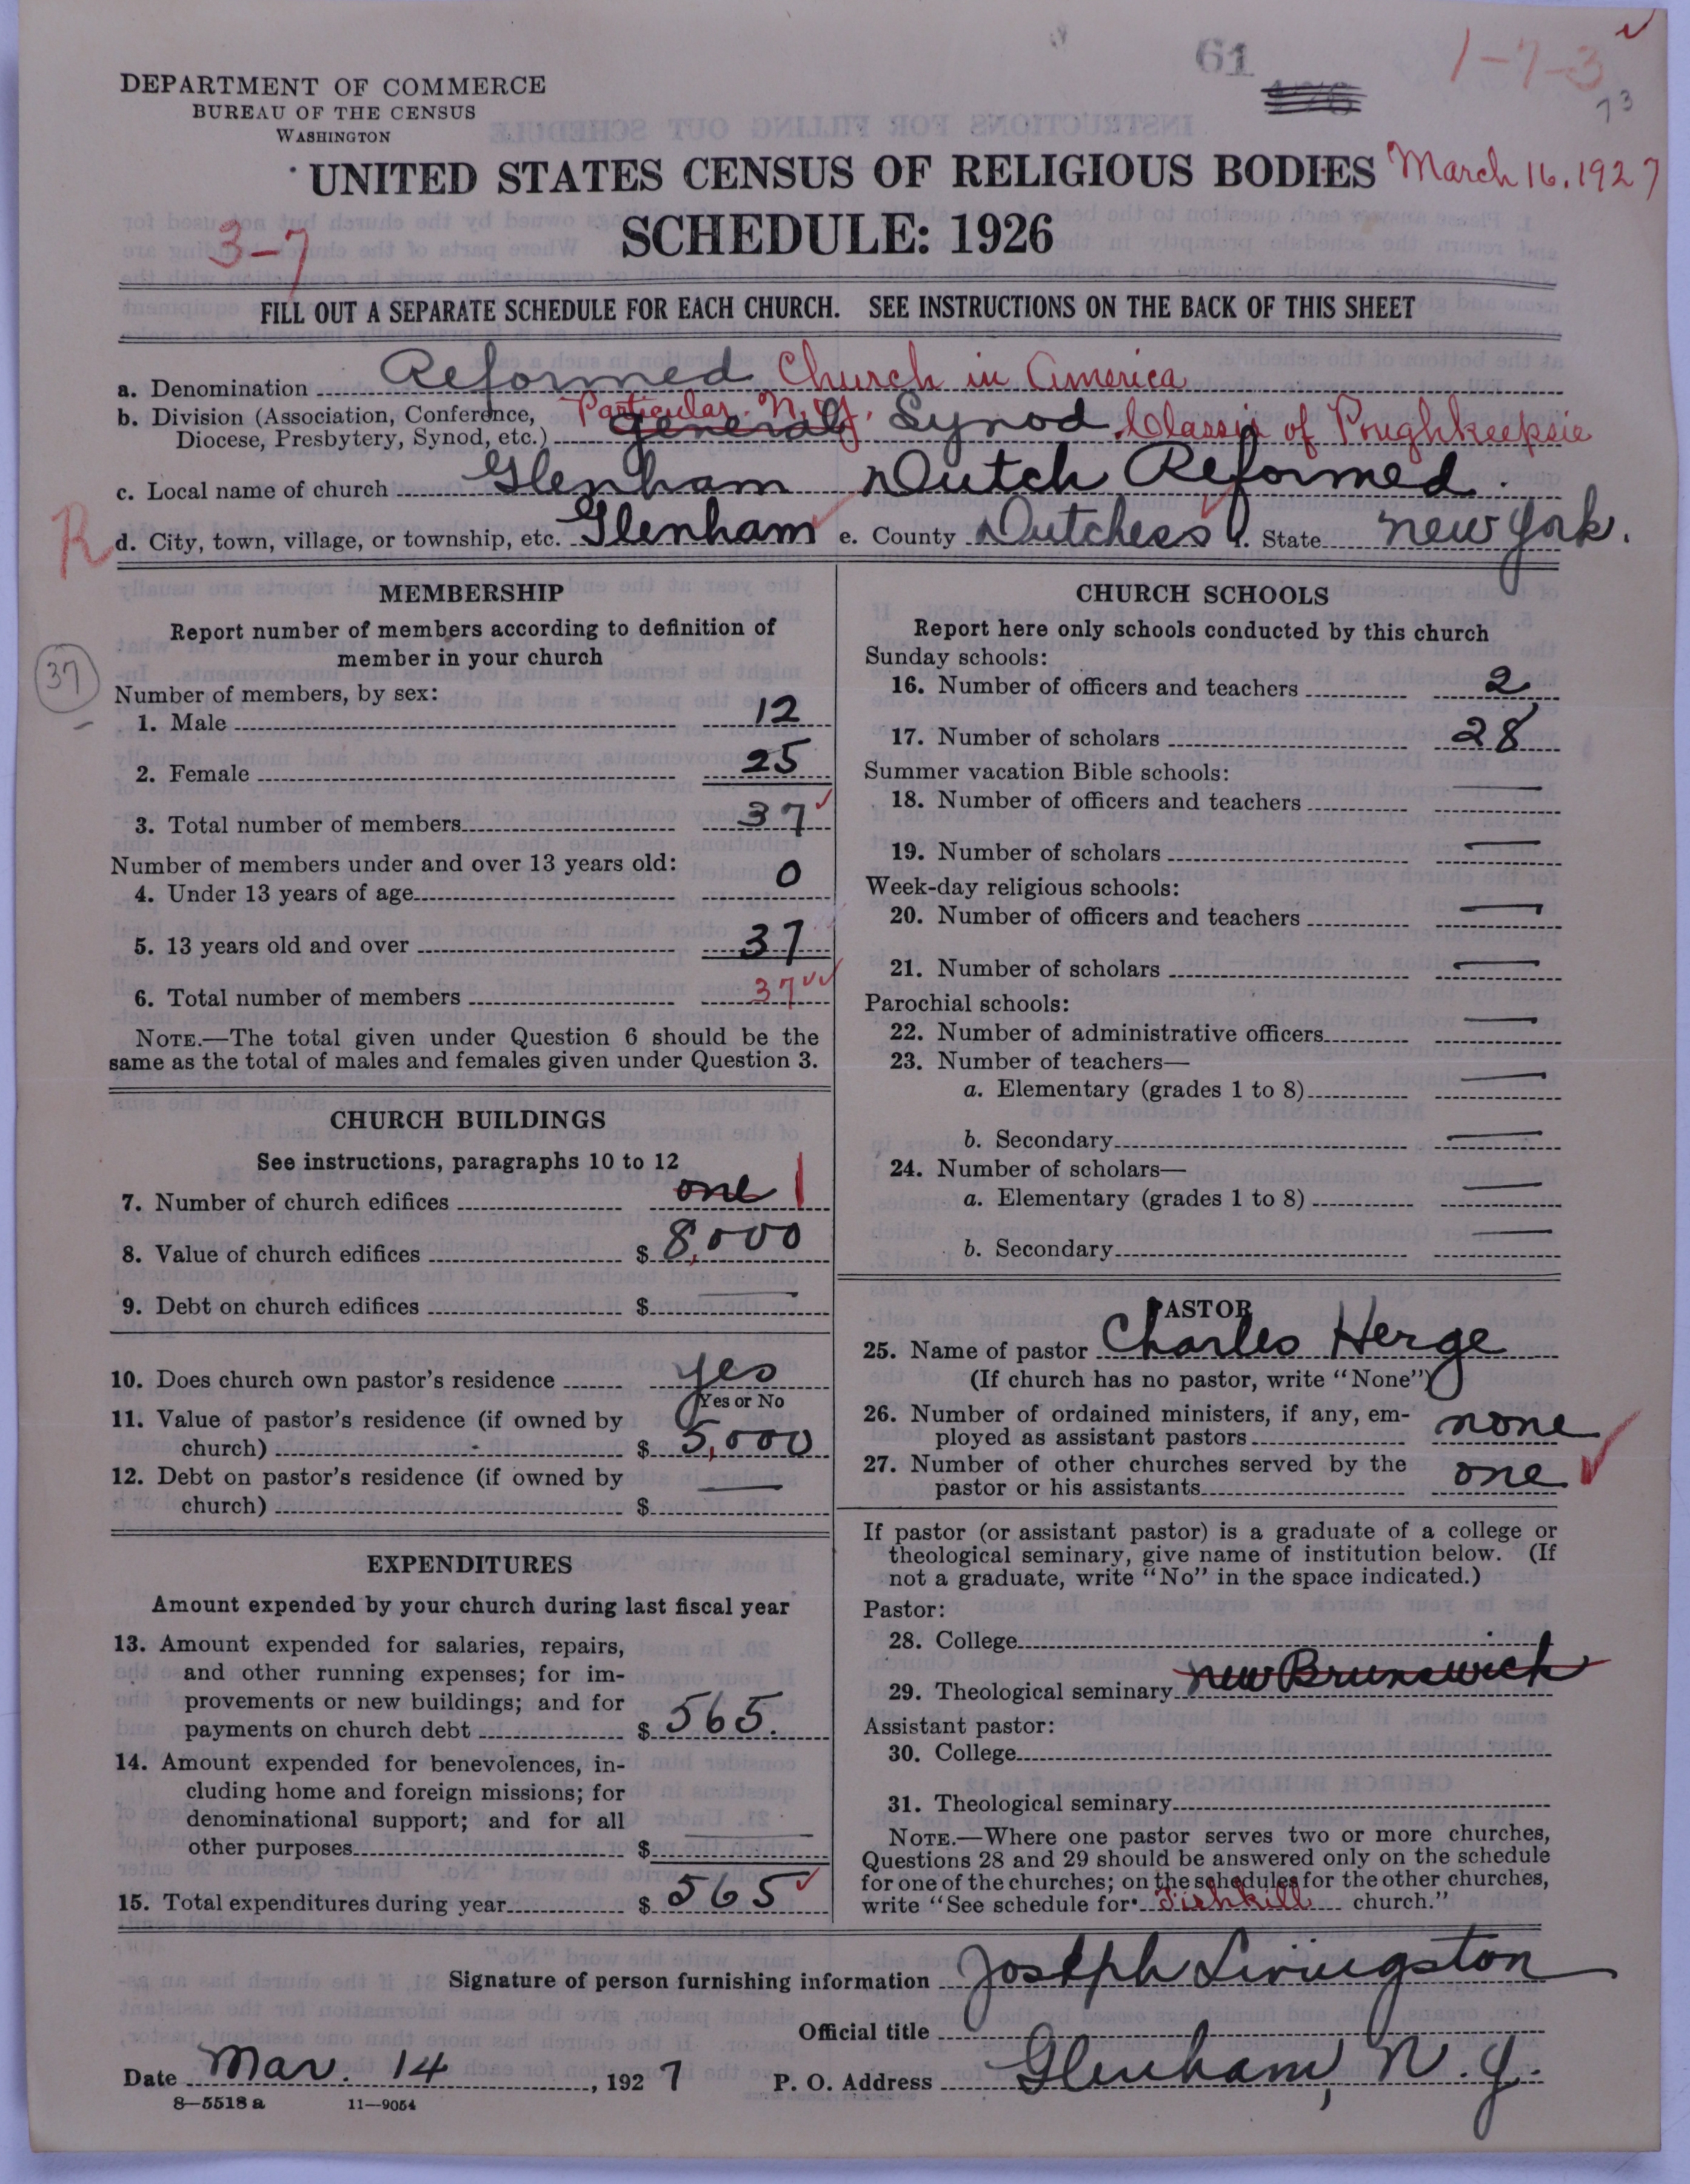 61
1-7-3
73
DEPARTMENT OF COMMERCE
BUREAU OF THE CENSUS
WASHINGTON
UNITED STATES CENSUS OF RELIGIOUS BODIES March 16, 1927
SCHEDULE: 1926
3-7
FILL OUT A SEPARATE SCHEDULE FOR EACH CHURCH. SEE INSTRUCTIONS ON THE BACK OF THIS SHEET
a. Denomination Reformed Church in America
b. Division (Association, Conference, Particular N.Y.
Diocese, Presbytery, Synod, etc.) General Synod, Classis of Poughkeepsie
c. Local name of church Glenham Dutch Reformed.
R
d. City, town, village, or township, etc. Glenham e. County Dutchess f. State New York.
MEMBERSHIP
Report number of members according to definition of
member in your church
37
Number of members, by sex:
1. Male 12
2. Female 25
3. Total number of members 37
Number of members under and over 13 years old:
4. Under 13 years of age 0
5. 13 years old and over 37
6. Total number of members 37
NOTE.—The total given under Question 6 should be the
same as the total of males and females given under Question 3.
CHURCH BUILDINGS
See instructions, paragraphs 10 to 12
7. Number of church edifices one 1
8. Value of church edifices $ 8,000
9. Debt on church edifices $ —
10. Does church own pastor's residence yes
Yes or No
11. Value of pastor's residence (if owned by
church) $ 5,000
12. Debt on pastor's residence (if owned by
church) $ —
EXPENDITURES
Amount expended by your church during last fiscal year
13. Amount expended for salaries, repairs,
and other running expenses; for im-
provements or new buildings; and for
payments on church debt $ 565.
14. Amount expended for benevolences, in-
cluding home and foreign missions; for
denominational support; and for all
other purposes $ —
15. Total expenditures during year $ 565
CHURCH SCHOOLS
Report here only schools conducted by this church
Sunday schools:
16. Number of officers and teachers 2
17. Number of scholars 28
Summer vacation Bible schools:
18. Number of officers and teachers —
19. Number of scholars —
Week-day religious schools:
20. Number of officers and teachers —
21. Number of scholars —
Parochial schools:
22. Number of administrative officers —
23. Number of teachers—
a. Elementary (grades 1 to 8) —
b. Secondary —
24. Number of scholars—
a. Elementary (grades 1 to 8) —
b. Secondary —
PASTOR
25. Name of pastor Charles Herge
(If church has no pastor, write "None")
26. Number of ordained ministers, if any, em-
ployed as assistant pastors none
27. Number of other churches served by the
pastor or his assistants one
If pastor (or assistant pastor) is a graduate of a college or
theological seminary, give name of institution below. (If
not a graduate, write "No" in the space indicated.)
Pastor:
28. College
29. Theological seminary New Brunswick
Assistant pastor:
30. College
31. Theological seminary
NOTE.—Where one pastor serves two or more churches,
Questions 28 and 29 should be answered only on the schedule
for one of the churches; on the schedules for the other churches,
write "See schedule for Fishkill church."
Signature of person furnishing information Joseph Livingston
Official title
Date Mar. 14, 1927 P. O. Address Glenham, N.Y.
8—5518 a 11—9054